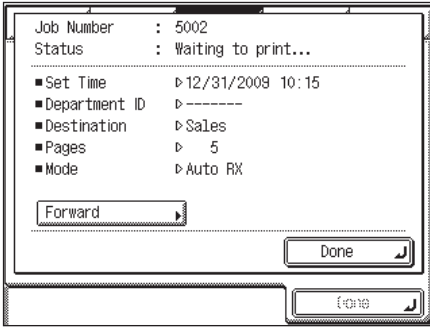 Job Number : 5002
Status : Waiting to print...
■Set Time ▷12/31/2009 10:15
■Department ID ▷-------
■Destination ▷Sales
■Pages ▷ 5
■Mode ▷Auto RX
Forward
Done
Done